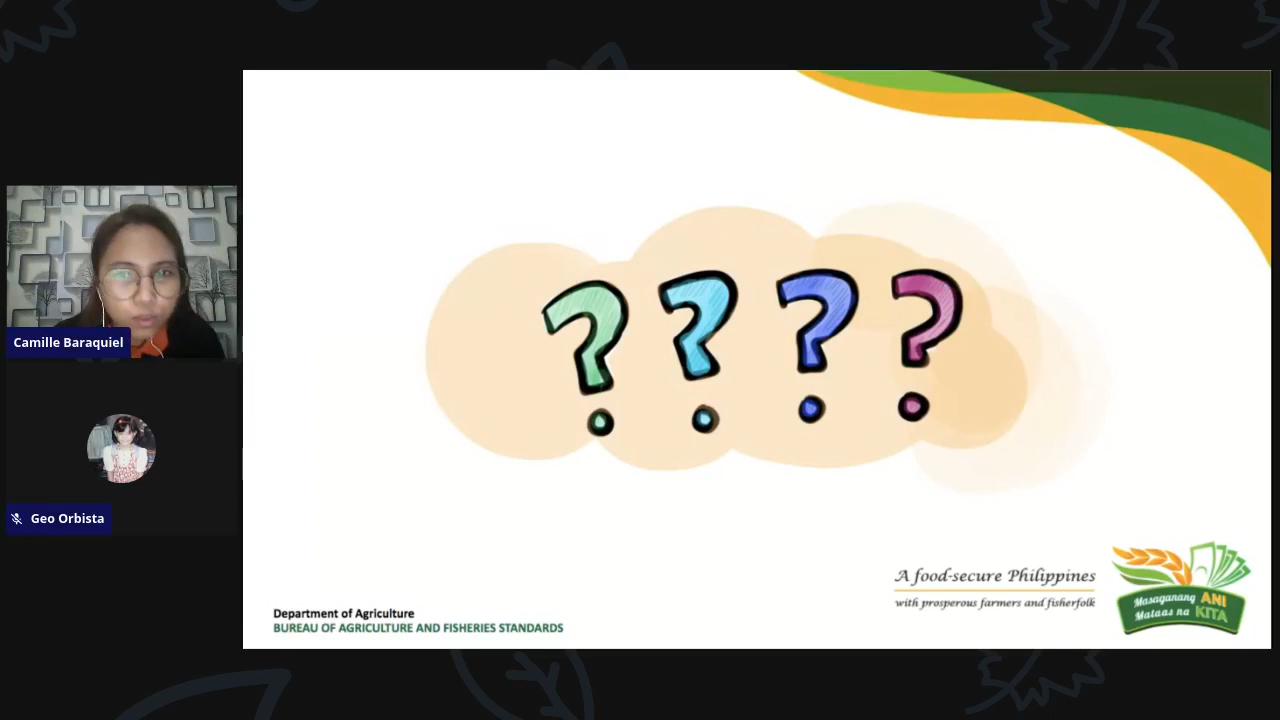 Camille Baraquiel
Geo Orbista
? ? ? ?
A food-secure Philippines
with prosperous farmers and fisherfolk
Masaganang ANI
Mataas na KITA
Department of Agriculture
BUREAU OF AGRICULTURE AND FISHERIES STANDARDS